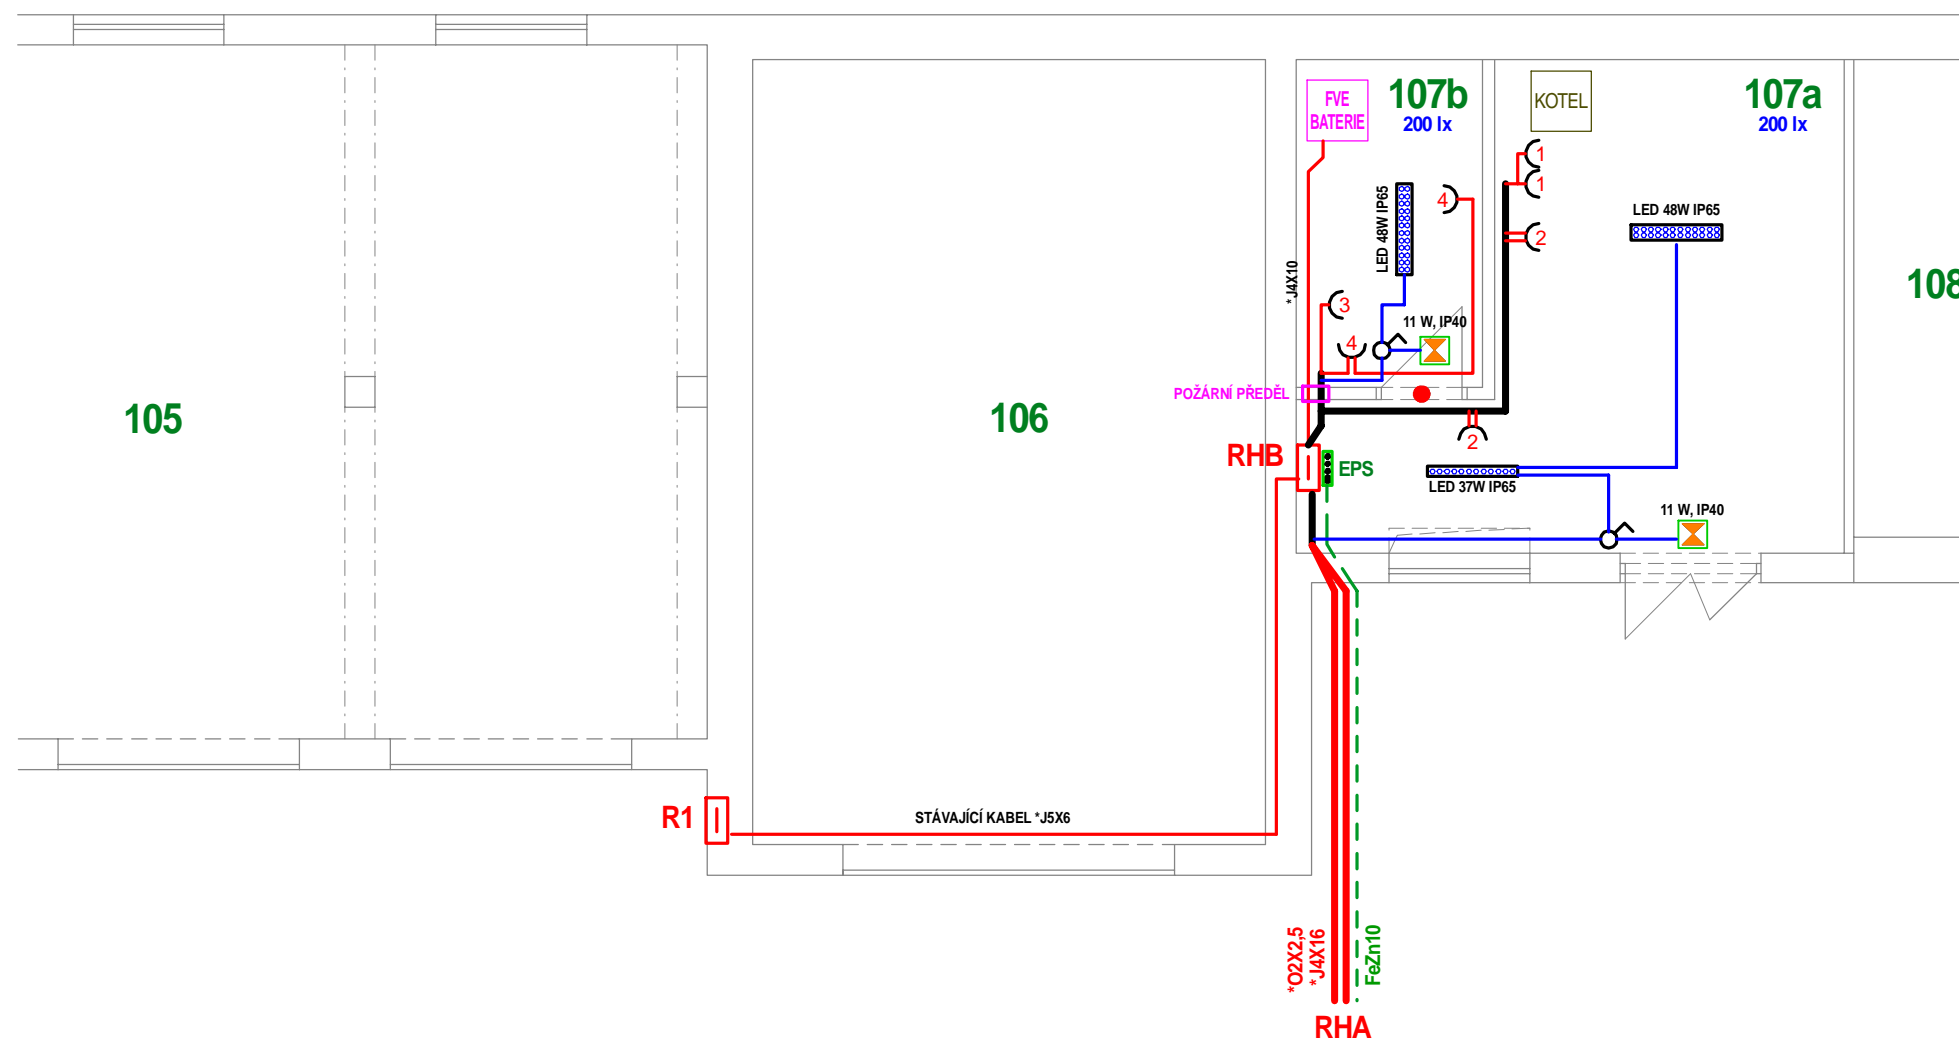 FVE
BATERIE
107b
200 lx
KOTEL
107a
200 lx
1
1
4
LED 48W IP65
LED 48W IP65
2
*J4X10
108
3
11 W, IP40
4
POŽÁRNÍ PŘEDĚL
105
106
2
RHB
EPS
LED 37W IP65
11 W, IP40
R1
STÁVAJÍCÍ KABEL *J5X6
*O2X2,5
*J4X16
FeZn10
RHA